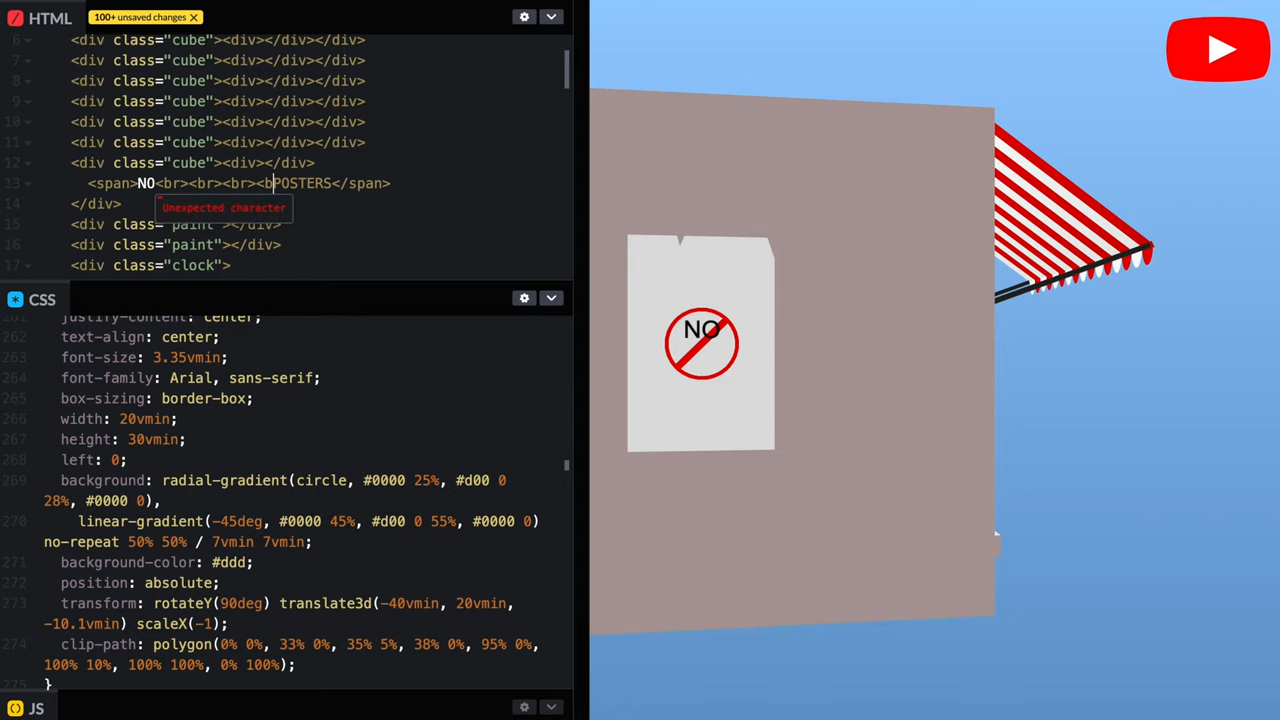 HTML
100+ unsaved changes X
6 <div class="cube"><div></div></div>
7 <div class="cube"><div></div></div>
8 <div class="cube"><div></div></div>
9 <div class="cube"><div></div></div>
10 <div class="cube"><div></div></div>
11 <div class="cube"><div></div></div>
12 <div class="cube"><div></div>
13 <span>NO<br><br><br><bPOSTERS</span>
14 </div>
Unexpected character
15 "paint"></div>
16 "paint"></div>
17 <div class="clock">
CSS
261 justify-content: center;
262 text-align: center;
263 font-size: 3.35vmin;
264 font-family: Arial, sans-serif;
265 box-sizing: border-box;
266 width: 20vmin;
267 height: 30vmin;
268 left: 0;
269 background: radial-gradient(circle, #0000 25%, #d00 0
28%, #0000 0),
270 linear-gradient(-45deg, #0000 45%, #d00 0 55%, #0000 0)
no-repeat 50% 50% / 7vmin 7vmin;
271 background-color: #ddd;
272 position: absolute;
273 transform: rotateY(90deg) translate3d(-40vmin, 20vmin,
-10.1vmin) scaleX(-1);
274 clip-path: polygon(0% 0%, 33% 0%, 35% 5%, 38% 0%, 95% 0%,
100% 10%, 100% 100%, 0% 100%);
275 }
JS
NO